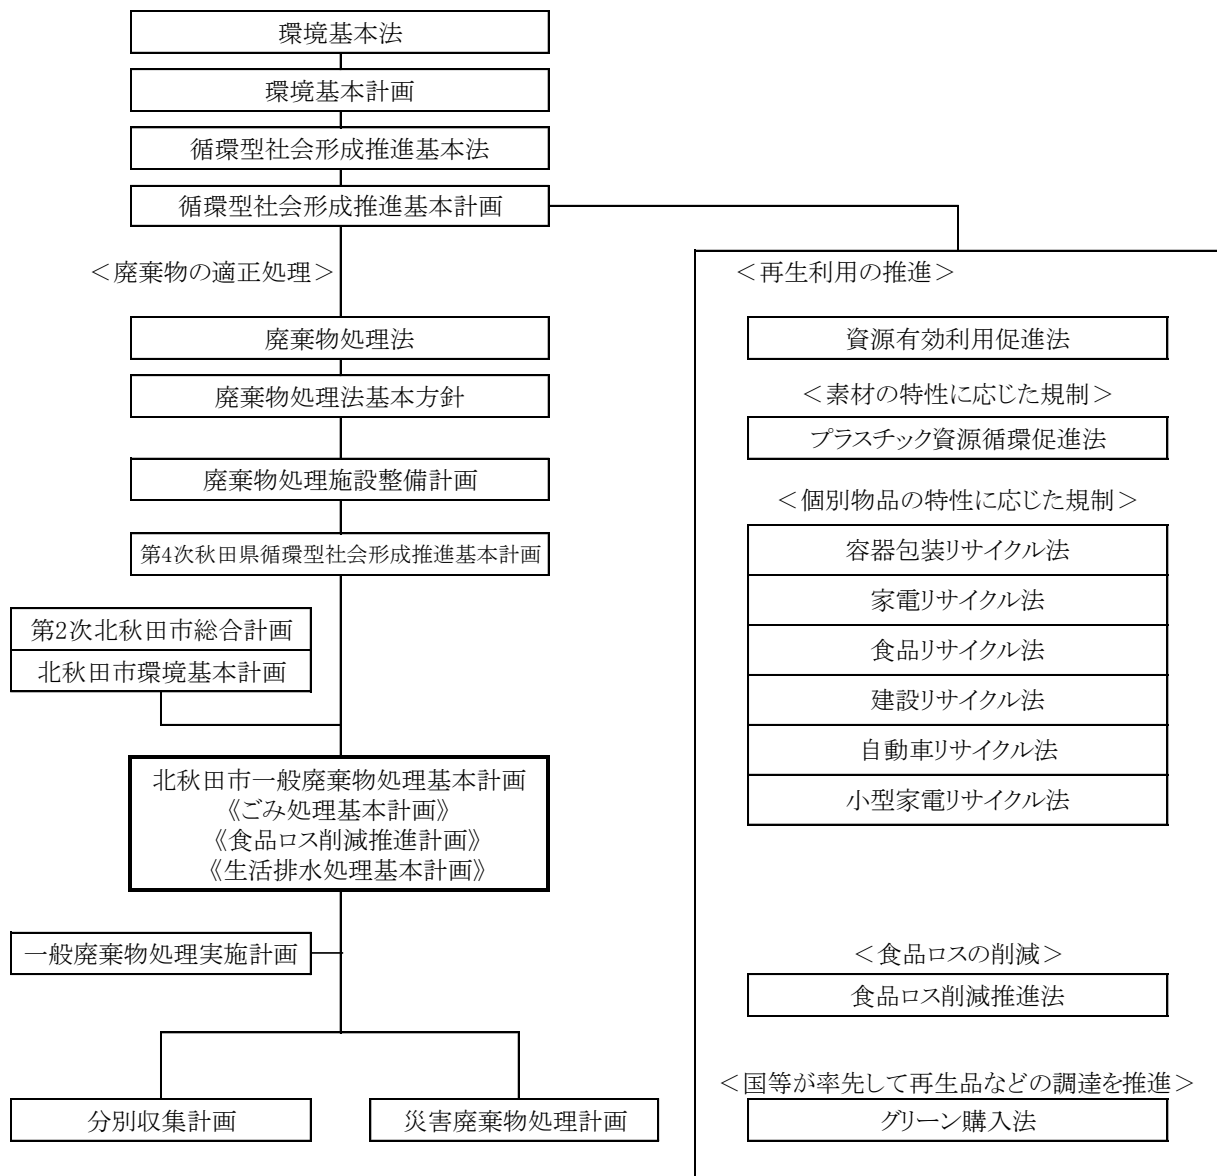 環境基本法
環境基本計画
循環型社会形成推進基本法
循環型社会形成推進基本計画
＜廃棄物の適正処理＞
廃棄物処理法
廃棄物処理法基本方針
廃棄物処理施設整備計画
第4次秋田県循環型社会形成推進基本計画
第2次北秋田市総合計画
北秋田市環境基本計画
北秋田市一般廃棄物処理基本計画
《ごみ処理基本計画》
《食品ロス削減推進計画》
《生活排水処理基本計画》
一般廃棄物処理実施計画
分別収集計画
災害廃棄物処理計画
＜再生利用の推進＞
資源有効利用促進法
＜素材の特性に応じた規制＞
プラスチック資源循環促進法
＜個別物品の特性に応じた規制＞
容器包装リサイクル法
家電リサイクル法
食品リサイクル法
建設リサイクル法
自動車リサイクル法
小型家電リサイクル法
＜食品ロスの削減＞
食品ロス削減推進法
＜国等が率先して再生品などの調達を推進＞
グリーン購入法